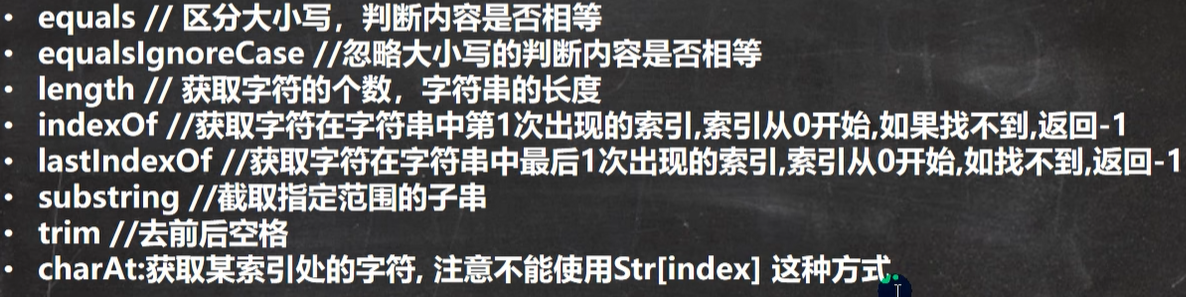 • equals // 区分大小写，判断内容是否相等
• equalsIgnoreCase //忽略大小写的判断内容是否相等
• length // 获取字符的个数，字符串的长度
• indexOf //获取字符在字符串中第1次出现的索引,索引从0开始,如果找不到,返回-1
• lastIndexOf //获取字符在字符串中最后1次出现的索引,索引从0开始,如找不到,返回-1
• substring //截取指定范围的子串
• trim //去前后空格
• charAt:获取某索引处的字符, 注意不能使用Str[index] 这种方式.